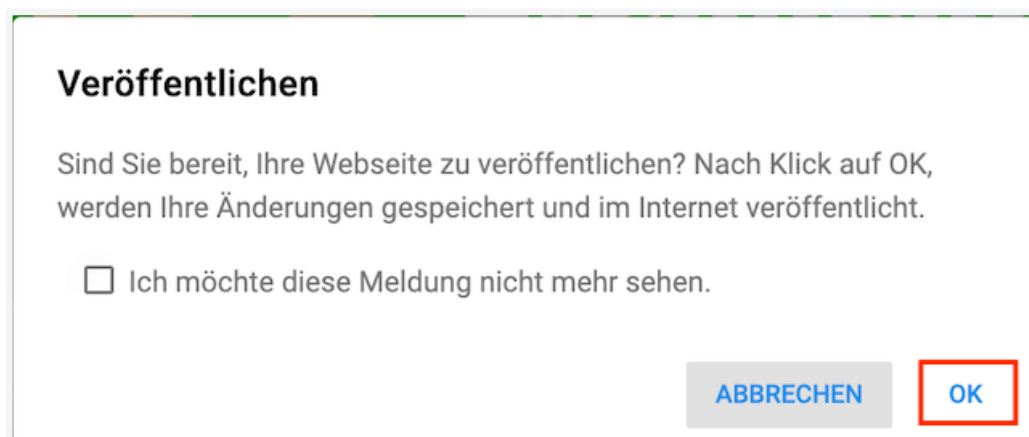 Veröffentlichen
Sind Sie bereit, Ihre Webseite zu veröffentlichen? Nach Klick auf OK,
werden Ihre Änderungen gespeichert und im Internet veröffentlicht.
Ich möchte diese Meldung nicht mehr sehen.
ABBRECHEN OK